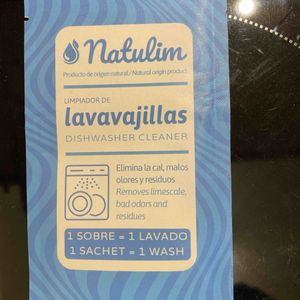 Natulim
Producto de origen natural / Natural origin product
LIMPIADOR DE
lavavajillas
DISHWASHER CLEANER
Elimina la cal, malos
olores y residuos
Removes limescale,
bad odors and
residues
1 SOBRE = 1 LAVADO
1 SACHET = 1 WASH